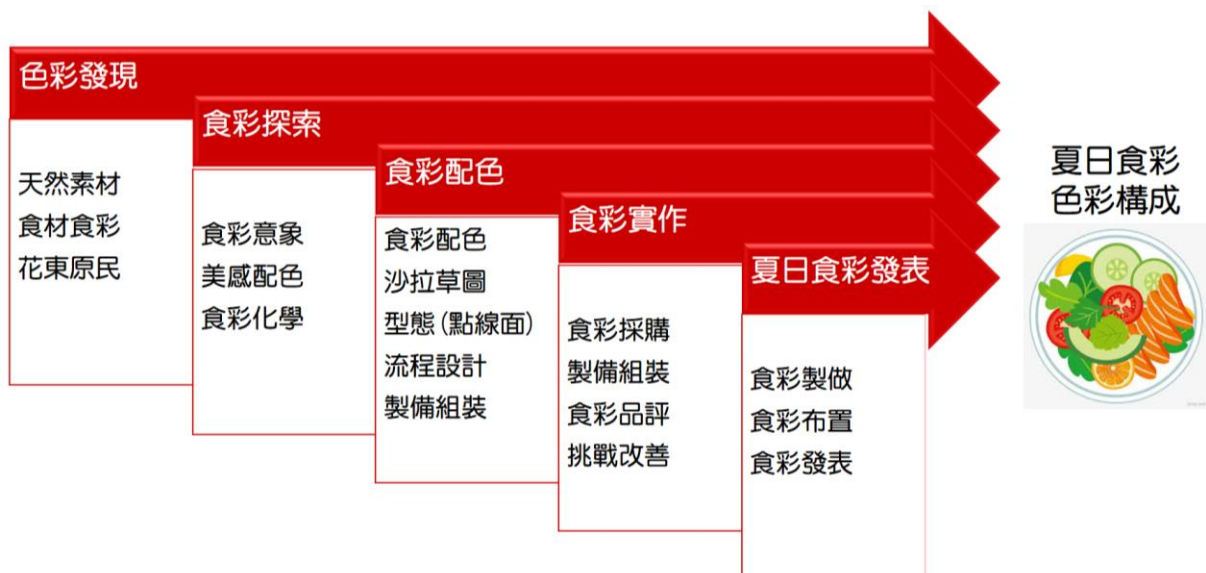 色彩發現
天然素材
食材食彩
花東原民
食彩探索
食彩意象
美感配色
食彩化學
食彩配色
食彩配色
沙拉草圖
型態(點線面)
流程設計
製備組裝
食彩實作
食彩採購
製備組裝
食彩品評
挑戰改善
夏日食彩發表
食彩製做
食彩布置
食彩發表
夏日食彩
色彩構成